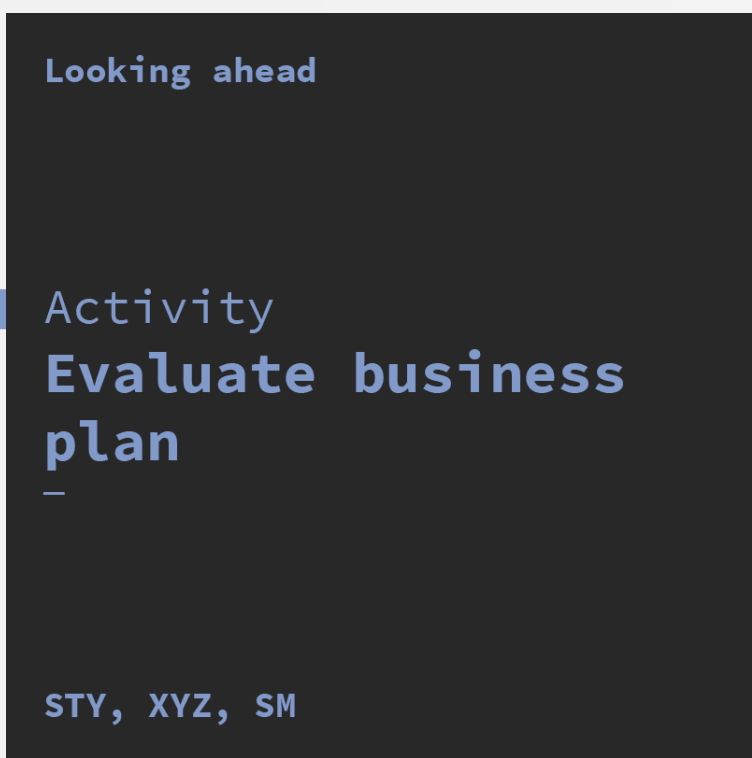 Looking ahead
Activity
Evaluate business
plan
STY, XYZ, SM